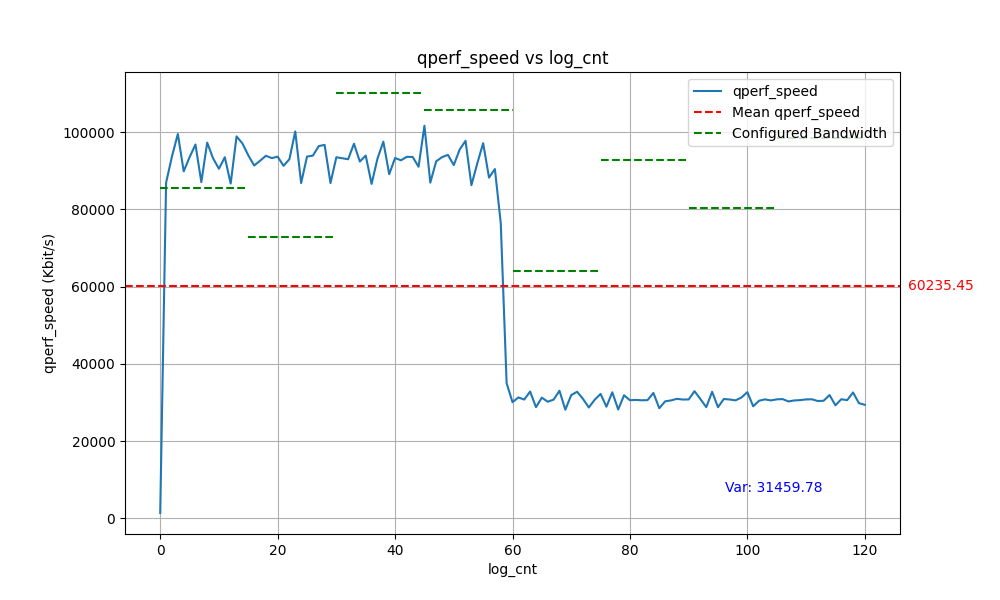 qperf_speed vs log_cnt
qperf_speed
Mean qperf_speed
Configured Bandwidth
qperf_speed (Kbit/s)
100000
80000
60000
40000
20000
0
60235.45
Var: 31459.78
0
20
40
60
80
100
120
log_cnt